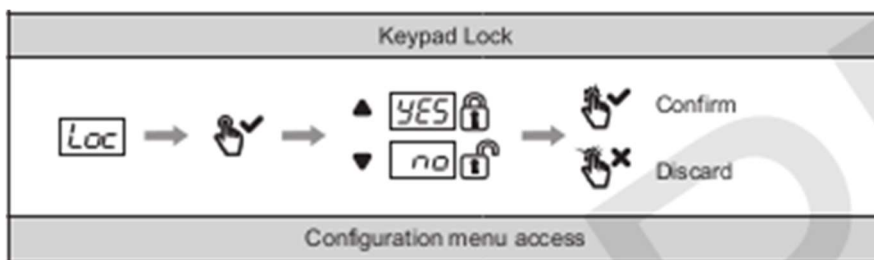 Keypad Lock
Loc
YES
no
Confirm
Discard
Configuration menu access